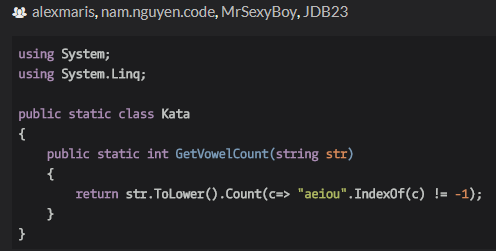 alexmaris, nam.nguyen.code, MrSexyBoy, JDB23
using System;
using System.Linq;
public static class Kata
{
    public static int GetVowelCount(string str)
    {
        return str.ToLower().Count(c=> "aeiou".IndexOf(c) != -1);
    }
}